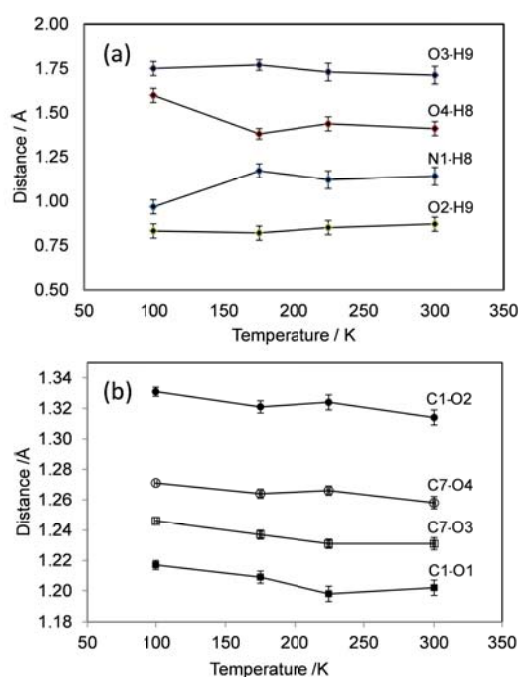 2.00
(a)
O3-H9
1.75
O4-H8
1.50
Distance / Å
1.25
N1-H8
1.00
O2-H9
0.75
0.50
50 100 150 200 250 300 350
Temperature / K
1.34
(b)
C1-O2
1.32
1.30
1.28
Distance /Å
C7-O4
1.26
C7-O3
1.24
1.22
C1-O1
1.20
1.18
50 100 150 200 250 300 350
Temperature /K